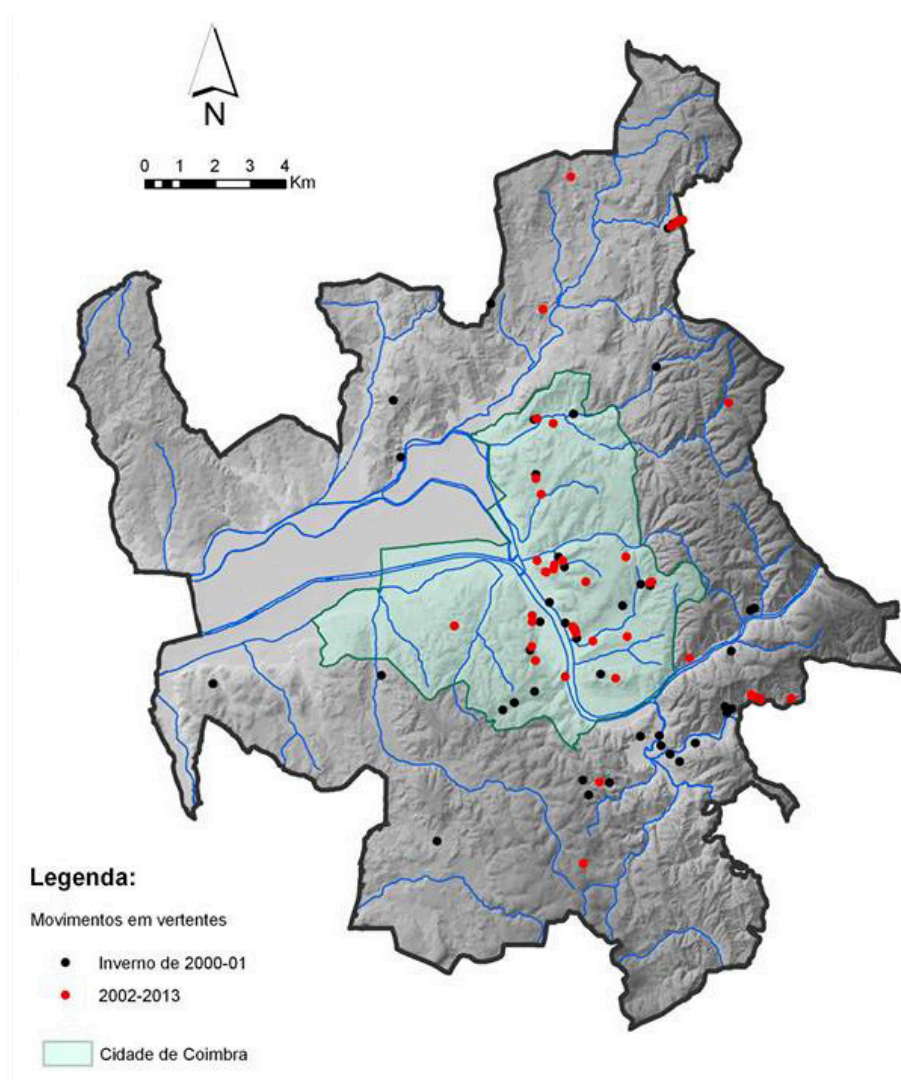 N
0 1 2 3 4
Km
Legenda:
Movimentos em vertentes
Inverno de 2000-01
2002-2013
Cidade de Coimbra